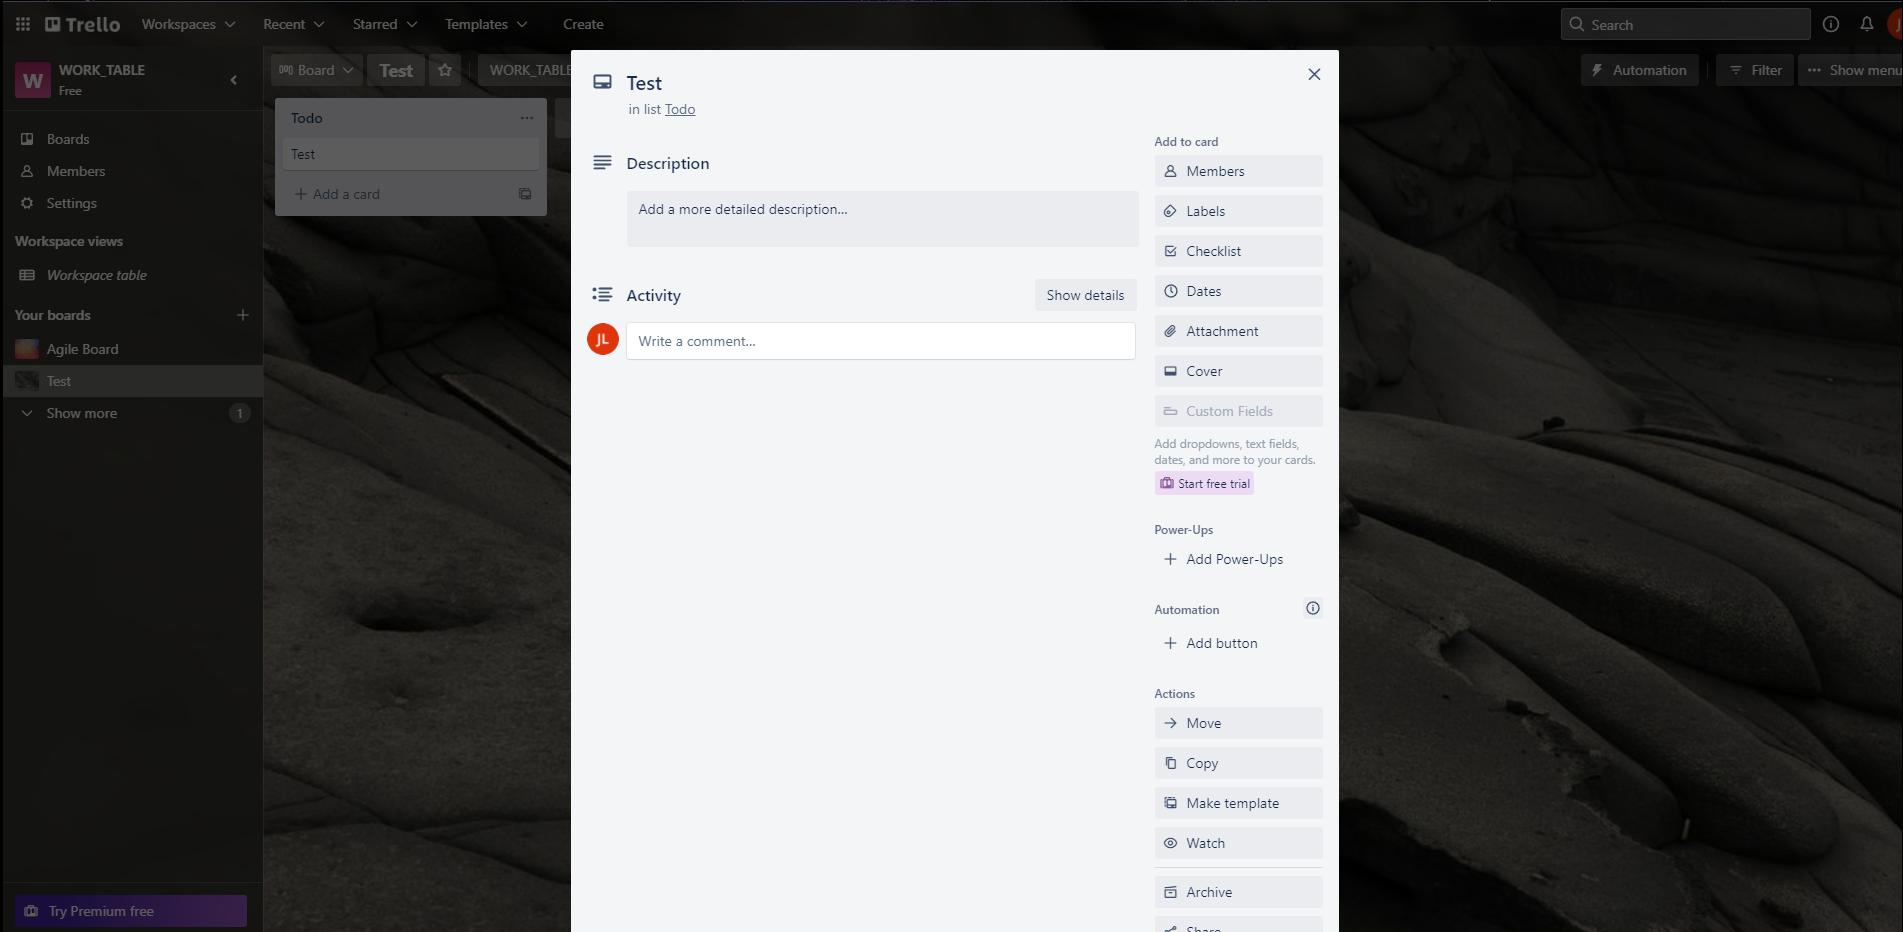 Trello
Workspaces
Recent
Starred
Templates
Create
Search
W
WORK_TABLE
Free
Boards
Members
Settings
Workspace views
Workspace table
Your boards
Agile Board
Test
Show more
1
Try Premium free
Board
Test
WORK_TABLE
Automation
Filter
Show menu
Todo
Test
Add a card
Test
in list Todo
Description
Add a more detailed description...
Activity
Show details
JL
Write a comment...
Add to card
Members
Labels
Checklist
Dates
Attachment
Cover
Custom Fields
Add dropdowns, text fields,
dates, and more to your cards.
Start free trial
Power-Ups
Add Power-Ups
Automation
Add button
Actions
Move
Copy
Make template
Watch
Archive
Share